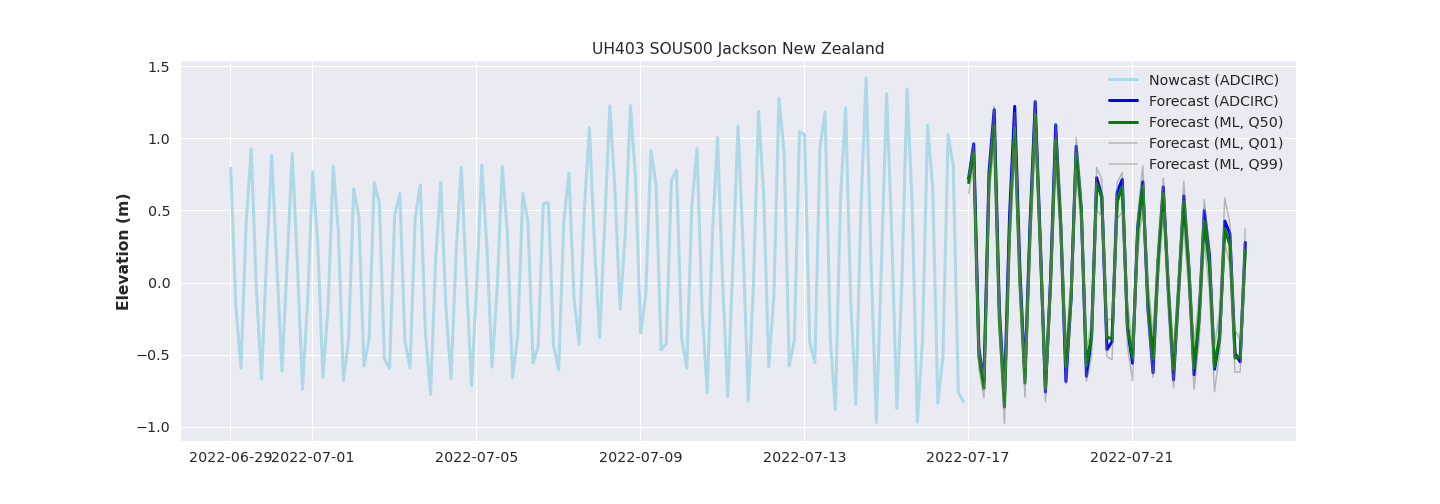 UH403 SOUS00 Jackson New Zealand
1.5
1.0
0.5
0.0
−0.5
−1.0
Elevation (m)
Nowcast (ADCIRC)
Forecast (ADCIRC)
Forecast (ML, Q50)
Forecast (ML, Q01)
Forecast (ML, Q99)
2022-06-29 2022-07-01 2022-07-05 2022-07-09 2022-07-13 2022-07-17 2022-07-21